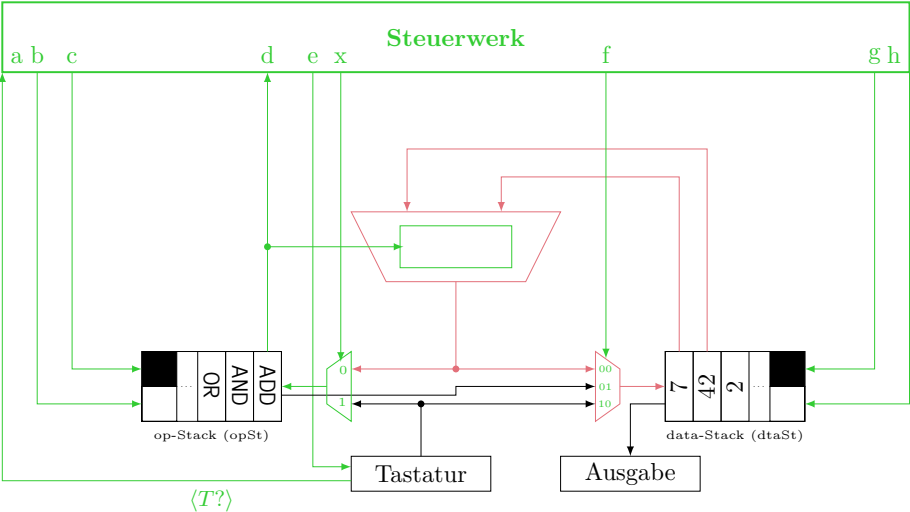 Steuerwerk
a b c d e x f g h
0 00
... OR AND ADD 01 7 42 2 ...
1 10
op-Stack (opSt) data-Stack (dtaSt)
Tastatur Ausgabe
⟨T?⟩